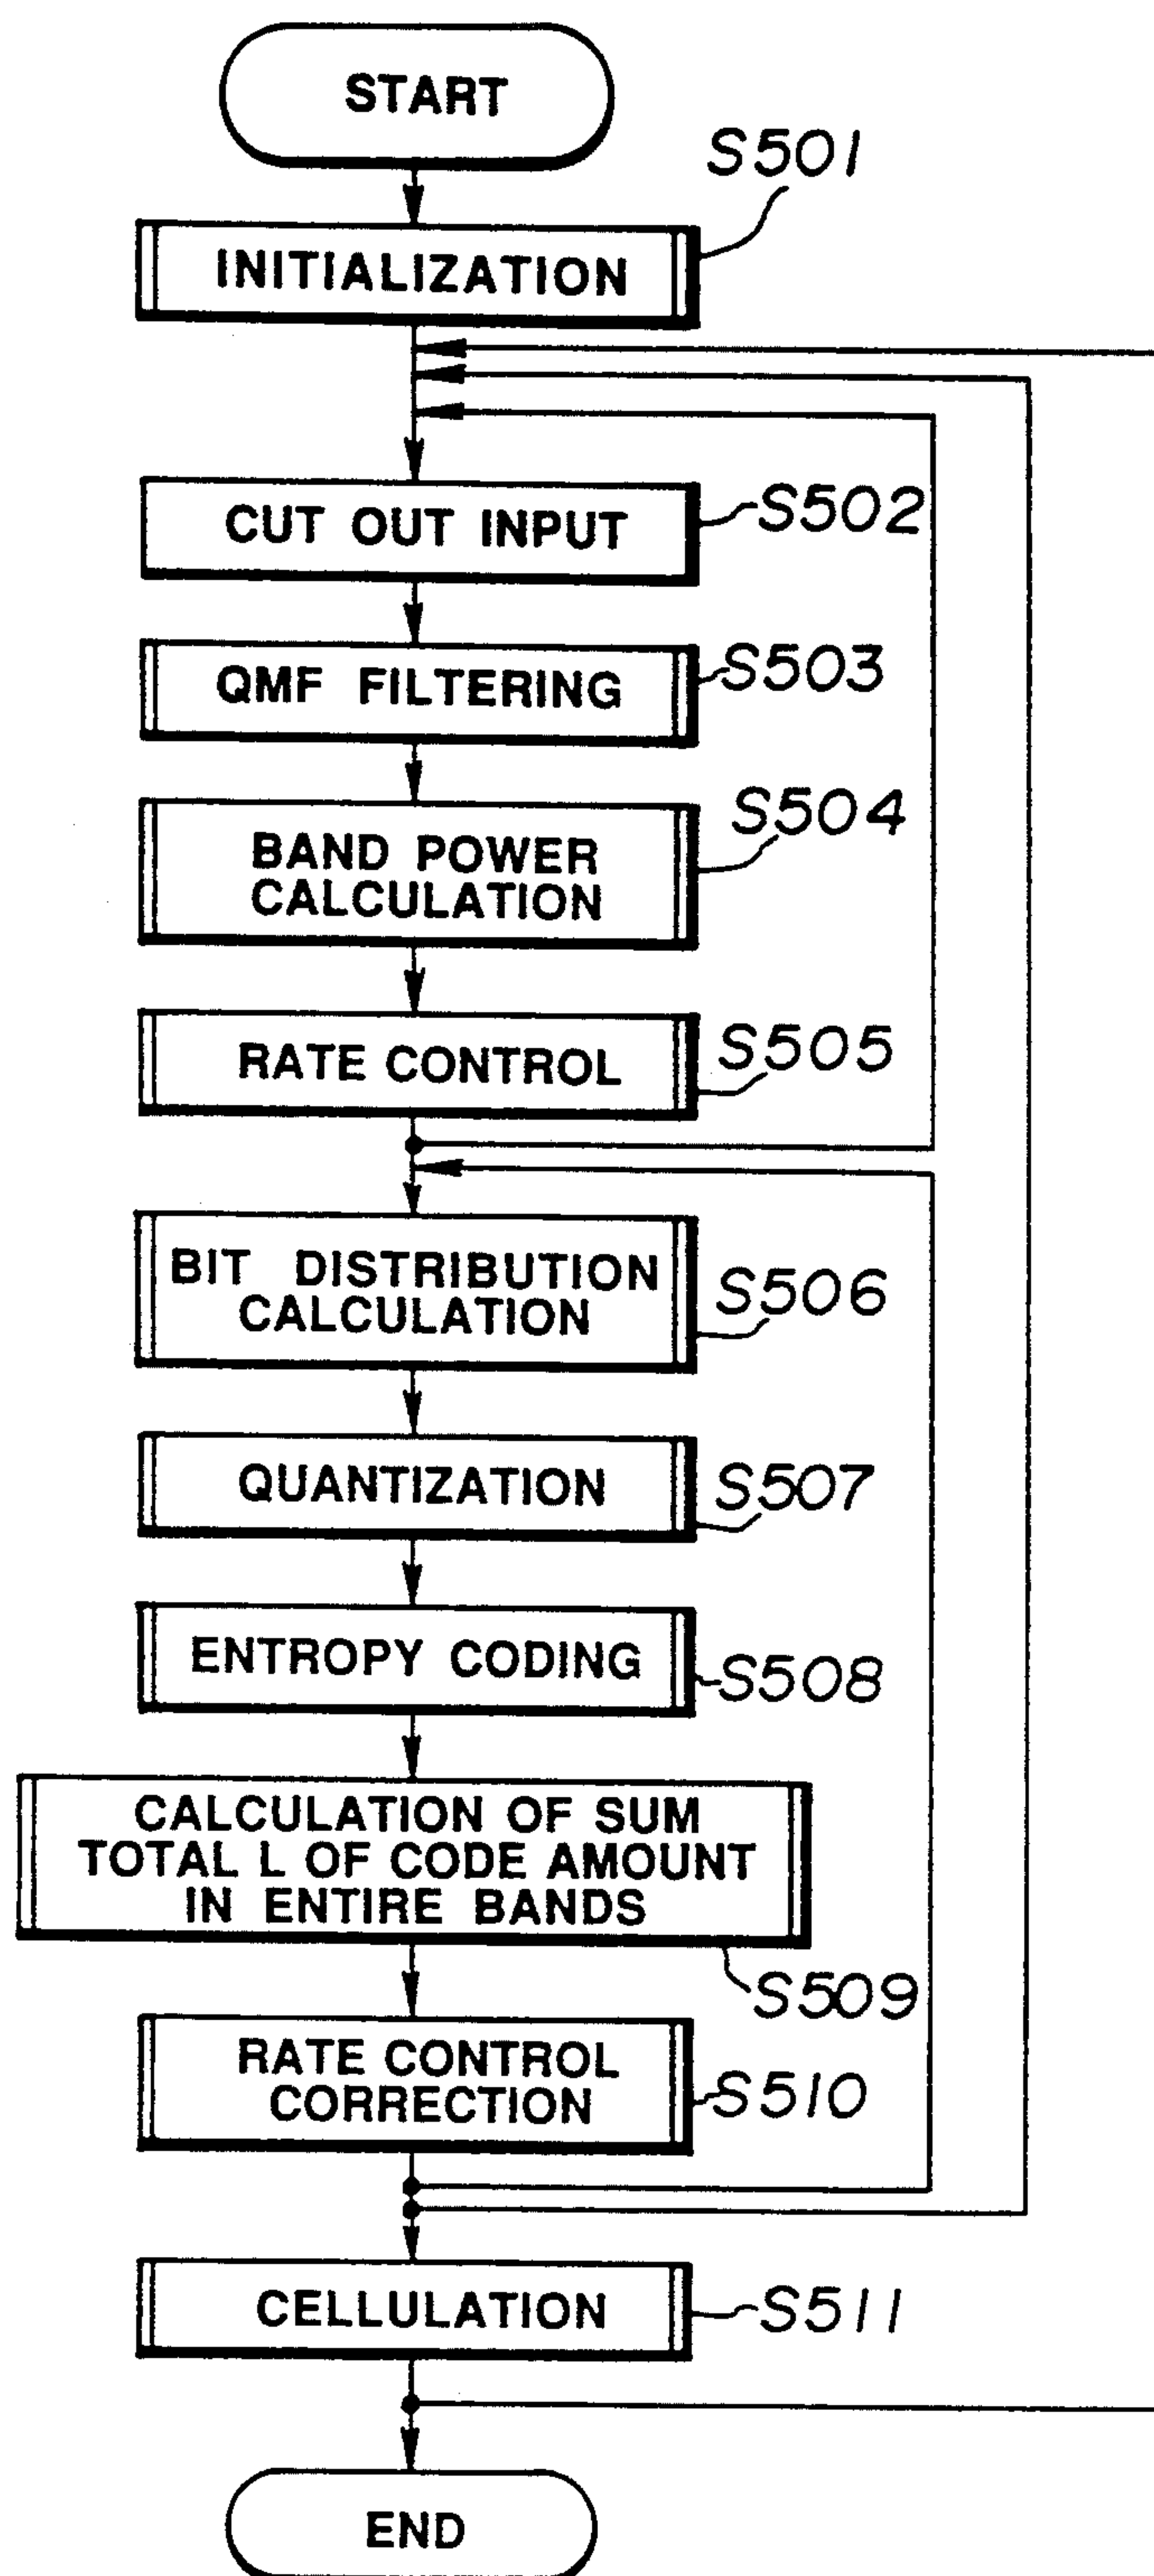 START
S501
INITIALIZATION
CUT OUT INPUT
S502
QMF FILTERING
S503
BAND POWER
CALCULATION
S504
RATE CONTROL
S505
BIT DISTRIBUTION
CALCULATION
S506
QUANTIZATION
S507
ENTROPY CODING
S508
CALCULATION OF SUM
TOTAL L OF CODE AMOUNT
IN ENTIRE BANDS
S509
RATE CONTROL
CORRECTION
S510
CELLULATION
S511
END